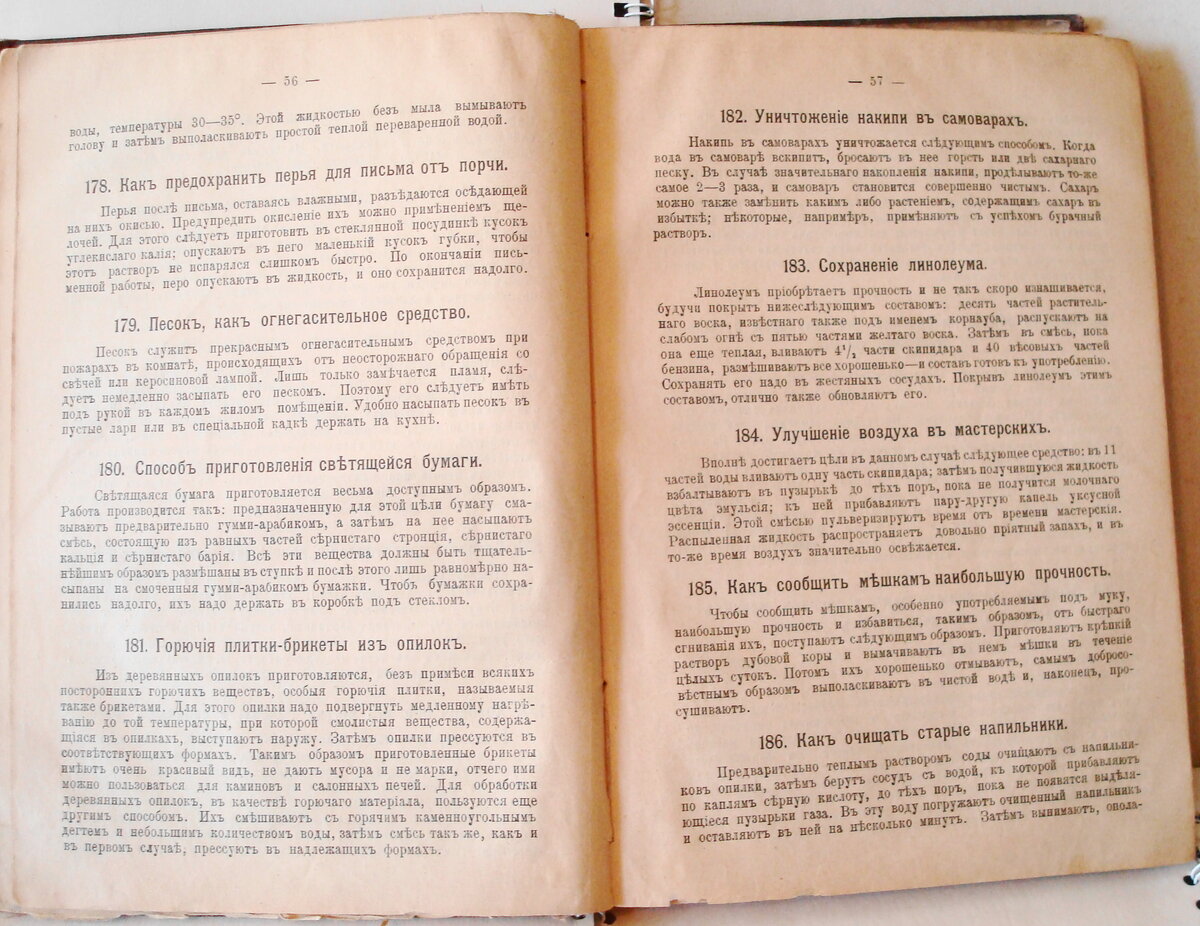 — 56 —
воды, температуры 30—35°. Этой жидкостью безъ мыла вымываютъ
голову и затѣмъ выполаскиваютъ простой теплой переваренной водой.
178. Какъ предохранить перья для письма отъ порчи.
Перья послѣ письма, оставаясь влажными, разъѣдаются осѣдающей
на нихъ окисью. Предупредить окисленіе ихъ можно примѣненіемъ ще-
лочей. Для этого слѣдуетъ приготовить въ стеклянной посудинкѣ кусокъ
углекислаго калія; опускаютъ въ него маленькій кусокъ губки, чтобы
этотъ растворъ не испарялся слишкомъ быстро. По окончаніи пись-
менной работы, перо опускаютъ въ жидкость, и оно сохранится надолго.
179. Песокъ, какъ огнегасительное средство.
Песокъ служитъ прекраснымъ огнегасительнымъ средствомъ при
пожарахъ въ комнатѣ, происходящихъ отъ неосторожнаго обращенія со
свѣчей или керосиновой лампой. Лишь только замѣчается пламя, слѣ-
дуетъ немедленно засыпать его пескомъ. Поэтому его слѣдуетъ имѣть
подъ рукой въ каждомъ жиломъ помѣщеніи. Удобно насыпать песокъ въ
пустые лари или въ спеціальной кадкѣ держать на кухнѣ.
180. Способъ приготовленія свѣтящейся бумаги.
Свѣтящаяся бумага приготовляется весьма доступнымъ образомъ.
Работа производится такъ: предназначенную для этой цѣли бумагу сма-
зываютъ предварительно гумми-арабикомъ, а затѣмъ на нее насыпаютъ
смѣсь, состоящую изъ равныхъ частей сѣрнистаго стронція, сѣрнистаго
кальція и сѣрнистаго барія. Всѣ эти вещества должны быть тщатель-
нѣйшимъ образомъ размѣшаны въ ступкѣ и послѣ этого лишь равномѣрно на-
сыпаны на смоченныя гумми-арабикомъ бумажки. Чтобъ бумажки сохра-
нились надолго, ихъ надо держать въ коробкѣ подъ стекломъ.
181. Горючія плитки-брикеты изъ опилокъ.
Изъ деревянныхъ опилокъ приготовляются, безъ примѣси всякихъ
постороннихъ горючихъ веществъ, особыя горючія плитки, называемыя
также брикетами. Для этого опилки надо подвергнуть медленному нагрѣ-
ванію до той температуры, при которой смолистыя вещества, содержа-
щіяся въ опилкахъ, выступаютъ наружу. Затѣмъ опилки прессуются въ
соотвѣтствующихъ формахъ. Такимъ образомъ приготовленные брикеты
имѣютъ очень красивый видъ, не даютъ мусора и не марки, отчего ими
можно пользоваться для каминовъ и салонныхъ печей. Для обработки
деревянныхъ опилокъ, въ качествѣ горючаго матеріала, пользуются еще
другимъ способомъ. Ихъ смѣшиваютъ съ горячимъ каменноугольнымъ
дегтемъ и небольшимъ количествомъ воды, затѣмъ смѣсь такъ же, какъ и
въ первомъ случаѣ, прессуютъ въ надлежащихъ формахъ.
— 57 —
182. Уничтоженіе накипи въ самоварахъ.
Накипь въ самоварахъ уничтожается слѣдующимъ способомъ. Когда
вода въ самоварѣ вскипитъ, бросаютъ въ нее горсть или двѣ сахарнаго
песку. Въ случаѣ значительнаго накопленія накипи, продѣлываютъ то-же
самое 2—3 раза, и самоваръ становится совершенно чистымъ. Сахаръ
можно также замѣнить какимъ либо растеніемъ, содержащимъ сахаръ въ
избыткѣ; нѣкоторые, напримѣръ, примѣняютъ съ успѣхомъ бурачный
растворъ.
183. Сохраненіе линолеума.
Линолеумъ пріобрѣтаетъ прочность и не такъ скоро изнашивается,
будучи покрытъ нижеслѣдующимъ составомъ: десять частей раститель-
наго воска, извѣстнаго также подъ именемъ корнауба, распускаютъ на
слабомъ огнѣ съ пятью частями желтаго воска. Затѣмъ въ смѣсь, пока
она еще теплая, вливаютъ 4¹/₂ части скипидара и 40 вѣсовыхъ частей
бензина, размѣшиваютъ все хорошенько—и составъ готовъ къ употребленію.
Сохранять его надо въ жестяныхъ сосудахъ. Покрывъ линолеумъ этимъ
составомъ, отлично также обновляютъ его.
184. Улучшеніе воздуха въ мастерскихъ.
Вполнѣ достигаетъ цѣли въ данномъ случаѣ слѣдующее средство: въ 11
частей воды вливаютъ одну часть скипидара; затѣмъ получившуюся жидкость
взбалтываютъ въ пузырькѣ до тѣхъ поръ, пока не получится молочнаго
цвѣта эмульсія; къ ней прибавляютъ пару-другую капель уксусной
эссенціи. Этой смѣсью пульверизируютъ время отъ времени мастерскія.
Распыленная жидкость распространяетъ довольно пріятный запахъ, и въ
то-же время воздухъ значительно освѣжается.
185. Какъ сообщить мѣшкамъ наибольшую прочность.
Чтобы сообщить мѣшкамъ, особенно употребляемымъ подъ муку,
наибольшую прочность и избавиться, такимъ образомъ, отъ быстраго
сгниванія ихъ, поступаютъ слѣдующимъ образомъ. Приготовляютъ крѣпкій
растворъ дубовой коры и вымачиваютъ въ немъ мѣшки въ теченіе
цѣлыхъ сутокъ. Потомъ ихъ хорошенько отмываютъ, самымъ добросо-
вѣстнымъ образомъ выполаскиваютъ въ чистой водѣ и, наконецъ, про-
сушиваютъ.
186. Какъ очищать старые напильники.
Предварительно теплымъ растворомъ соды очищаютъ съ напильни-
ковъ опилки, затѣмъ берутъ сосудъ съ водой, къ которой прибавляютъ
по каплямъ сѣрную кислоту, до тѣхъ поръ, пока не появятся выдѣля-
ющіеся пузырьки газа. Въ эту воду погружаютъ очищенный напильникъ
и оставляютъ въ ней на нѣсколько минутъ. Затѣмъ вынимаютъ, опола-